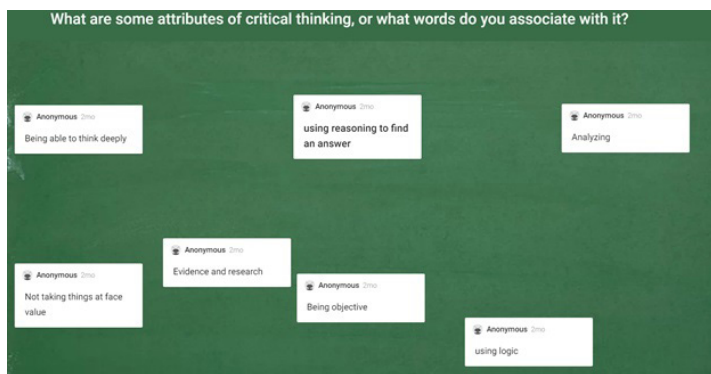 What are some attributes of critical thinking, or what words do you associate with it?
Anonymous 2mo
Being able to think deeply
Anonymous 2mo
using reasoning to find
an answer
Anonymous 2mo
Analyzing
Anonymous 2mo
Not taking things at face
value
Anonymous 2mo
Evidence and research
Anonymous 2mo
Being objective
Anonymous 2mo
using logic